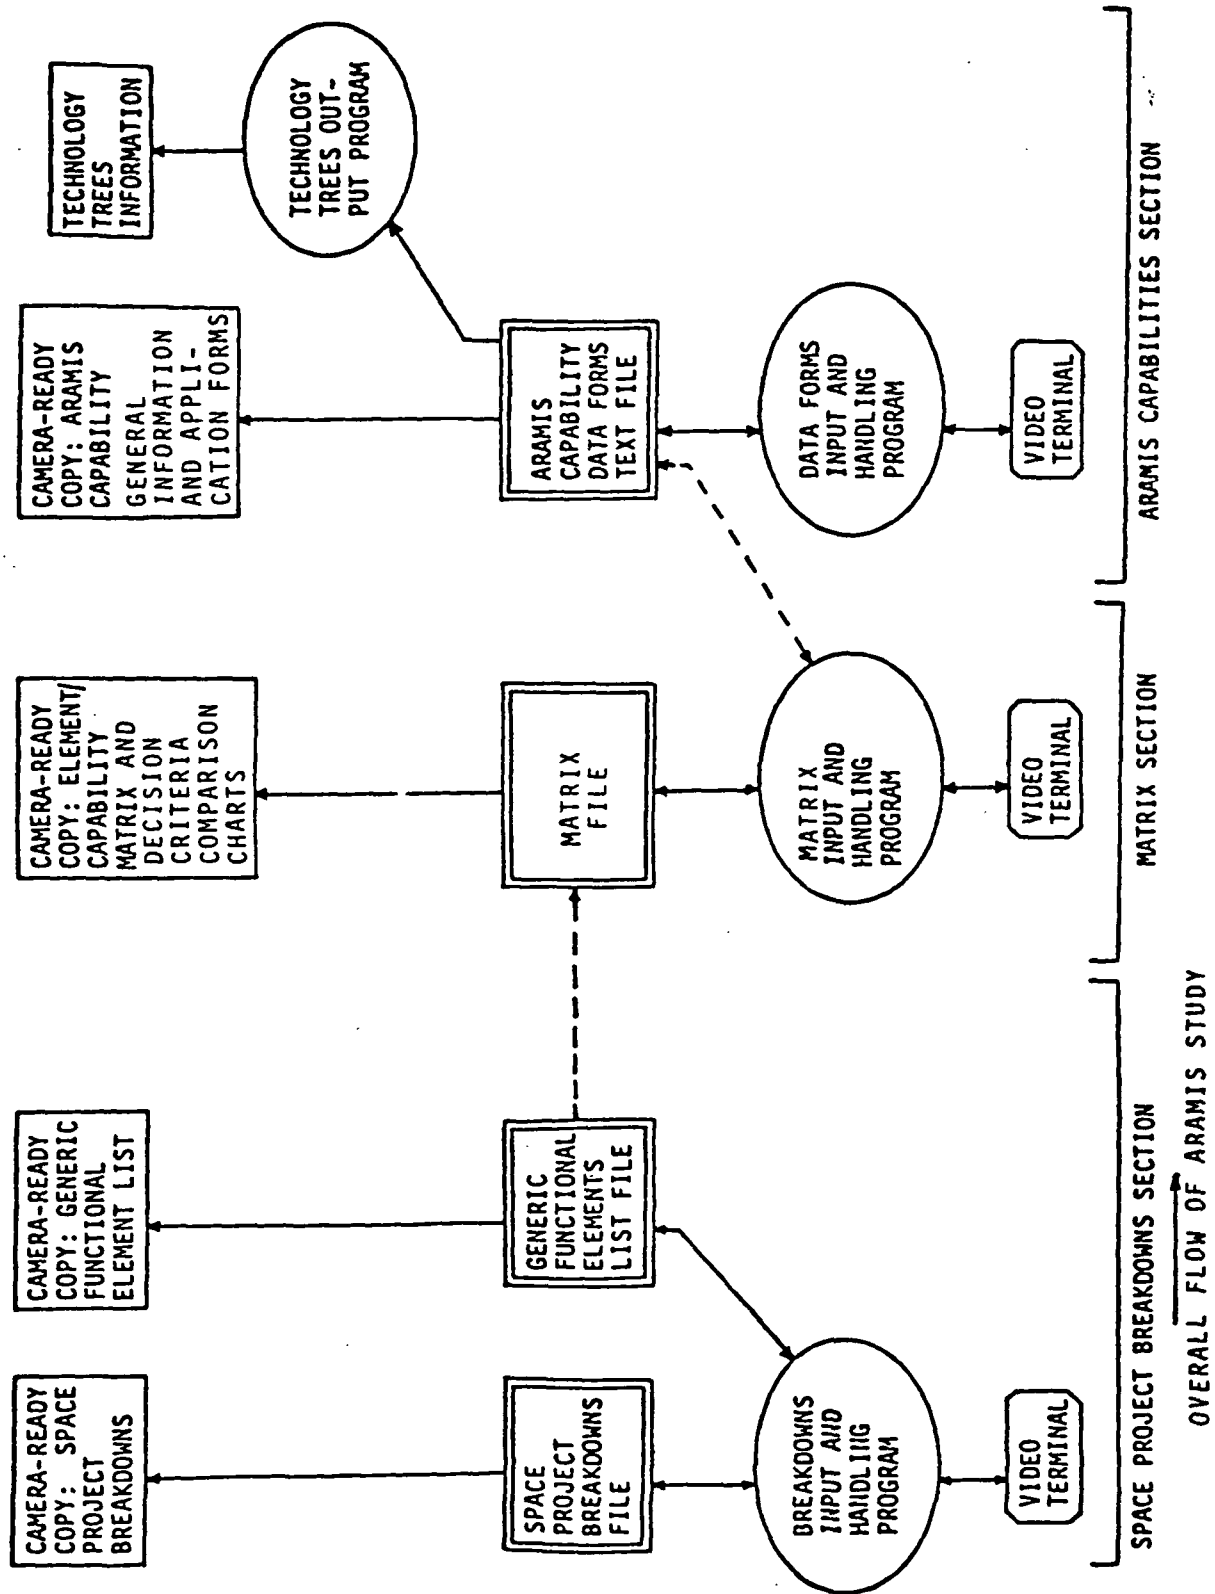 CAMERA-READY
COPY: SPACE
PROJECT
BREAKDOWNS
CAMERA-READY
COPY: GENERIC
FUNCTIONAL
ELEMENT LIST
CAMERA-READY
COPY: ELEMENT/
CAPABILITY
MATRIX AND
DECISION
CRITERIA
COMPARISON
CHARTS
CAMERA-READY
COPY: ARAMIS
CAPABILITY
GENERAL
INFORMATION
AND APPLI-
CATION FORMS
TECHNOLOGY
TREES
INFORMATION
TECHNOLOGY
TREES OUT-
PUT PROGRAM
SPACE
PROJECT
BREAKDOWNS
FILE
GENERIC
FUNCTIONAL
ELEMENTS
LIST FILE
MATRIX
FILE
ARAMIS
CAPABILITY
DATA FORMS
TEXT FILE
BREAKDOWNS
INPUT AND
HANDLING
PROGRAM
MATRIX
INPUT AND
HANDLING
PROGRAM
DATA FORMS
INPUT AND
HANDLING
PROGRAM
VIDEO
TERMINAL
VIDEO
TERMINAL
VIDEO
TERMINAL
SPACE PROJECT BREAKDOWNS SECTION
MATRIX SECTION
ARAMIS CAPABILITIES SECTION
OVERALL FLOW OF ARAMIS STUDY